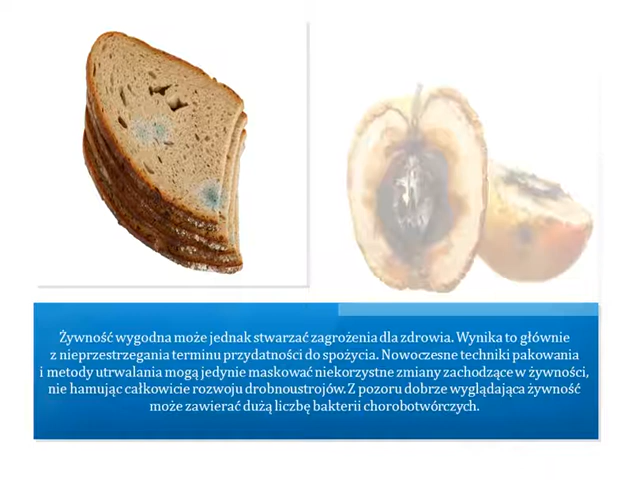 Żywność wygodna może jednak stwarzać zagrożenia dla zdrowia. Wynika to głównie
z nieprzestrzegania terminu przydatności do spożycia. Nowoczesne techniki pakowania
i metody utrwalania mogą jedynie maskować niekorzystne zmiany zachodzące w żywności,
nie hamując całkowicie rozwoju drobnoustrojów. Z pozoru dobrze wyglądająca żywność
może zawierać dużą liczbę bakterii chorobotwórczych.